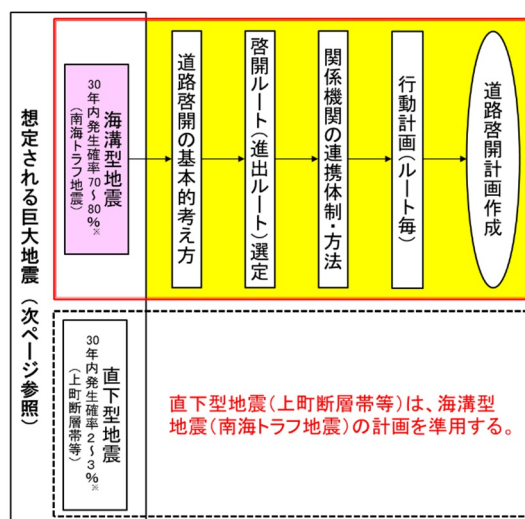 想定される巨大地震（次ページ参照）
海溝型地震
30年内発生確率70～80%※
（南海トラフ地震）
道路啓開の基本的考え方
啓開ルート（進出ルート）選定
関係機関の連携体制・方法
行動計画（ルート毎）
道路啓開計画作成
直下型地震
30年内発生確率2～3%※
（上町断層帯等）
直下型地震（上町断層帯等）は、海溝型
地震（南海トラフ地震）の計画を準用する。